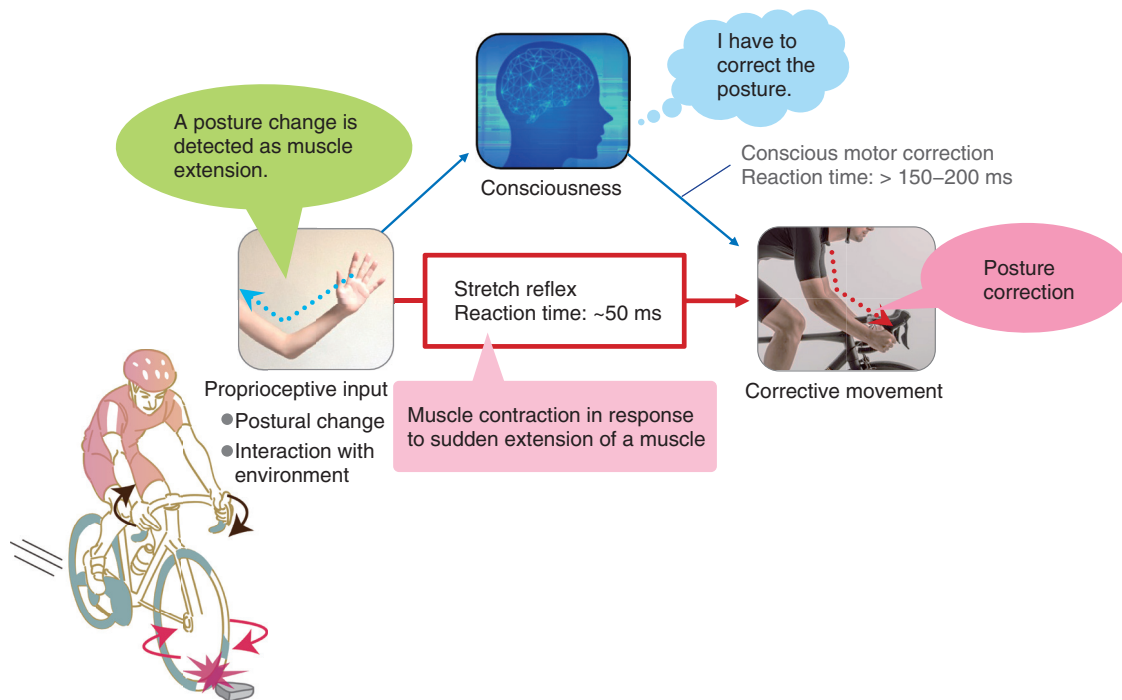 I have to
correct the
posture.
A posture change is
detected as muscle
extension.
Consciousness
Conscious motor correction
Reaction time: > 150–200 ms
Stretch reflex
Reaction time: ~50 ms
Posture
correction
Proprioceptive input
●Postural change
●Interaction with
environment
Muscle contraction in response
to sudden extension of a muscle
Corrective movement